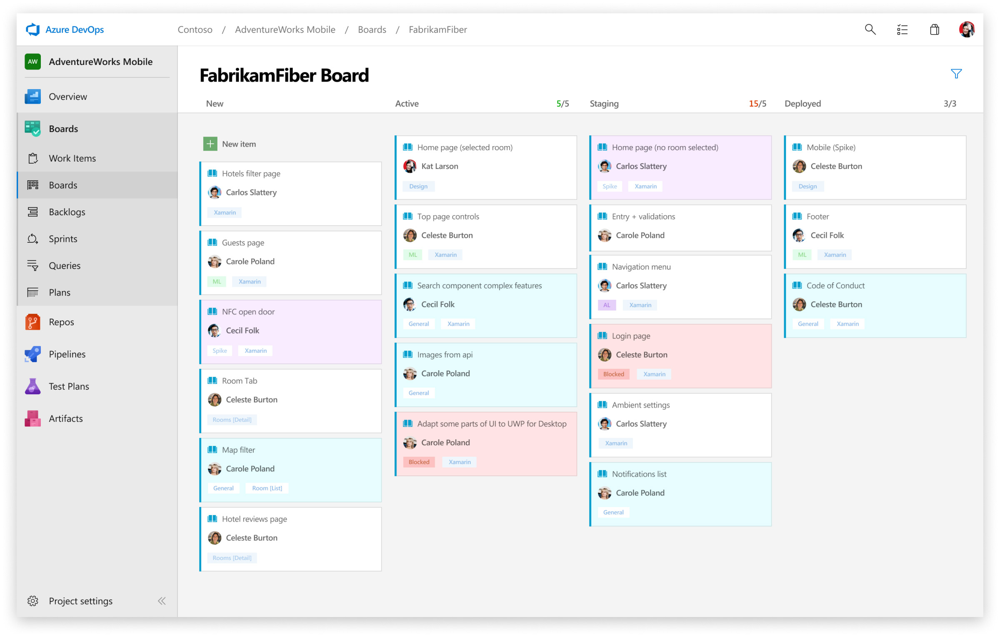 Azure DevOps
Contoso / AdventureWorks Mobile / Boards / FabrikamFiber
AW AdventureWorks Mobile
Overview
Boards
Work Items
Boards
Backlogs
Sprints
Queries
Plans
Repos
Pipelines
Test Plans
Artifacts
Project settings
FabrikamFiber Board
New
New item
Hotels filter page
Carlos Slattery
Xamarin
Guests page
Carole Poland
ML Xamarin
NFC open door
Cecil Folk
Spike Xamarin
Room Tab
Celeste Burton
Rooms [Detail]
Map filter
Carole Poland
General Room [List]
Hotel reviews page
Celeste Burton
Rooms [Detail]
Active 5/5
Home page (selected room)
Kat Larson
Design
Top page controls
Celeste Burton
ML Xamarin
Search component complex features
Cecil Folk
General Xamarin
Images from api
Carole Poland
General
Adapt some parts of UI to UWP for Desktop
Carole Poland
Blocked Xamarin
Staging 15/5
Home page (no room selected)
Carlos Slattery
Spike Xamarin
Entry + validations
Carole Poland
Navigation menu
Carlos Slattery
AL Xamarin
Login page
Celeste Burton
Blocked Xamarin
Ambient settings
Carlos Slattery
Xamarin
Notifications list
Carole Poland
General
Deployed 3/3
Mobile (Spike)
Celeste Burton
Design
Footer
Cecil Folk
ML Xamarin
Code of Conduct
Celeste Burton
General Xamarin